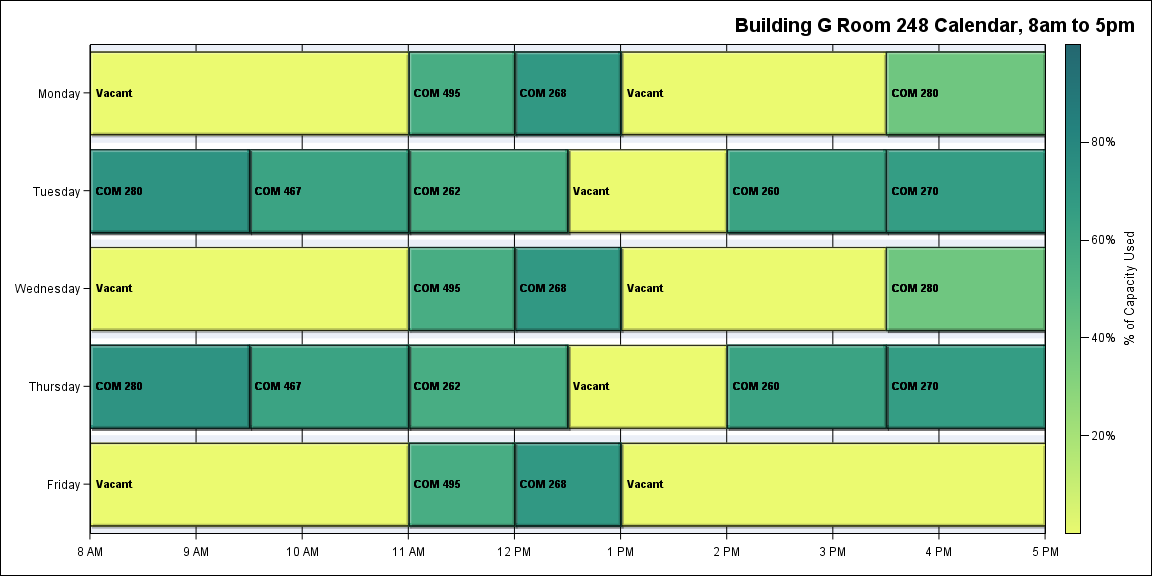 Building G Room 248 Calendar, 8am to 5pm
Monday
Vacant
COM 495
COM 268
Vacant
COM 280
Tuesday
COM 280
COM 467
COM 262
Vacant
COM 260
COM 270
Wednesday
Vacant
COM 495
COM 268
Vacant
COM 280
Thursday
COM 280
COM 467
COM 262
Vacant
COM 260
COM 270
Friday
Vacant
COM 495
COM 268
Vacant
8 AM
9 AM
10 AM
11 AM
12 PM
1 PM
2 PM
3 PM
4 PM
5 PM
80%
60%
40%
20%
% of Capacity Used